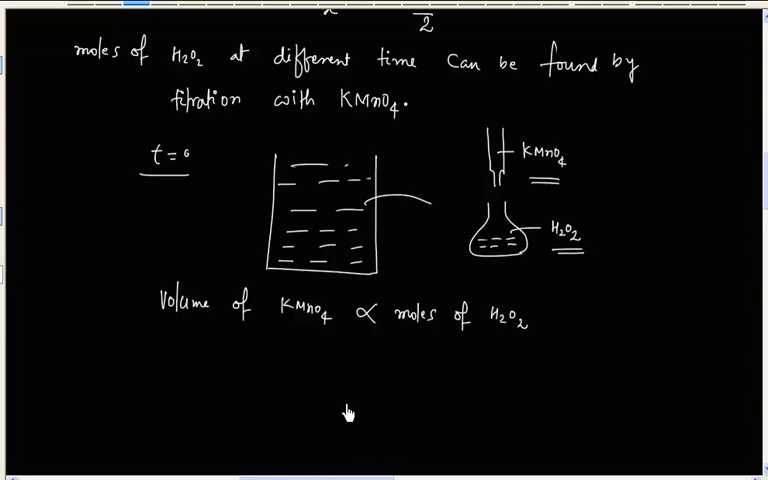 2
moles of H₂O₂ at different time can be found by
titration with KMnO₄.
t = 0
KMnO₄
H₂O₂
Volume of KMnO₄ ∝ moles of H₂O₂